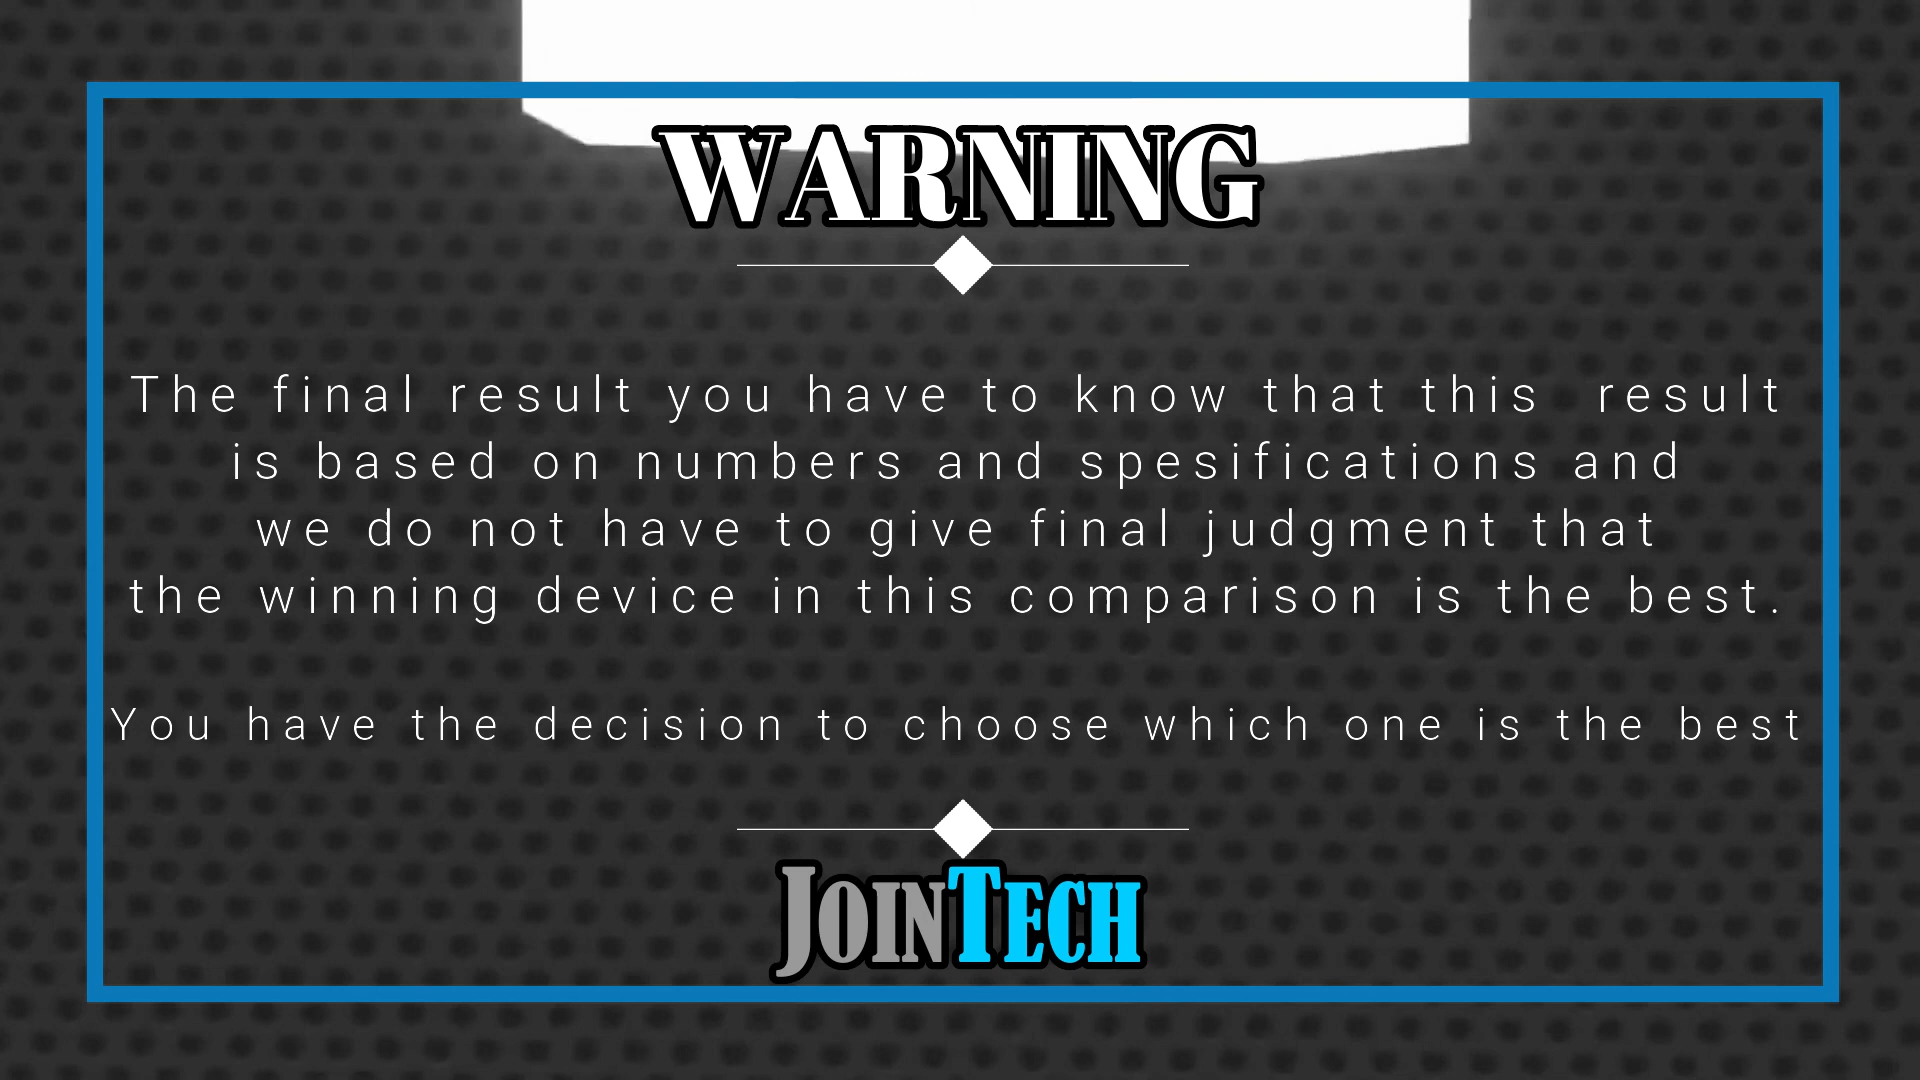 WARNING
The final result you have to know that this result
is based on numbers and spesifications and
we do not have to give final judgment that
the winning device in this comparison is the best.
You have the decision to choose which one is the best
JOINTECH